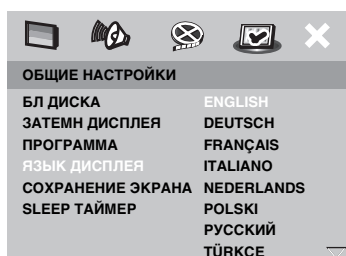 ОБЩИЕ НАСТРОЙКИ
БЛ ДИСКА ENGLISH
ЗАТЕМН ДИСПЛЕЯ DEUTSCH
ПРОГРАММА FRANÇAIS
ЯЗЫК ДИСПЛЕЯ ITALIANO
СОХРАНЕНИЕ ЭКРАНА NEDERLANDS
SLEEP ТАЙМЕР POLSKI
РУССКИЙ
TÜRKÇE